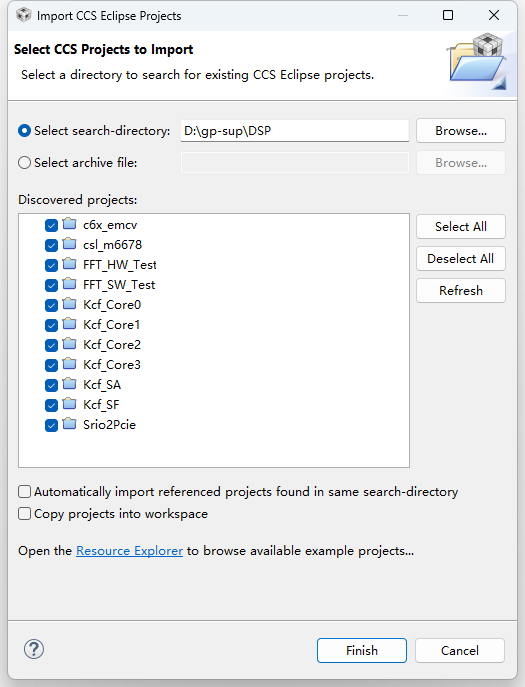 Import CCS Eclipse Projects
Select CCS Projects to Import
Select a directory to search for existing CCS Eclipse projects.
Select search-directory: D:\gp-sup\DSP Browse...
Select archive file: Browse...
Discovered projects:
c6x_emcv
csl_m6678
FFT_HW_Test
FFT_SW_Test
Kcf_Core0
Kcf_Core1
Kcf_Core2
Kcf_Core3
Kcf_SA
Kcf_SF
Srio2Pcie
Select All
Deselect All
Refresh
Automatically import referenced projects found in same search-directory
Copy projects into workspace
Open the Resource Explorer to browse available example projects...
? Finish Cancel